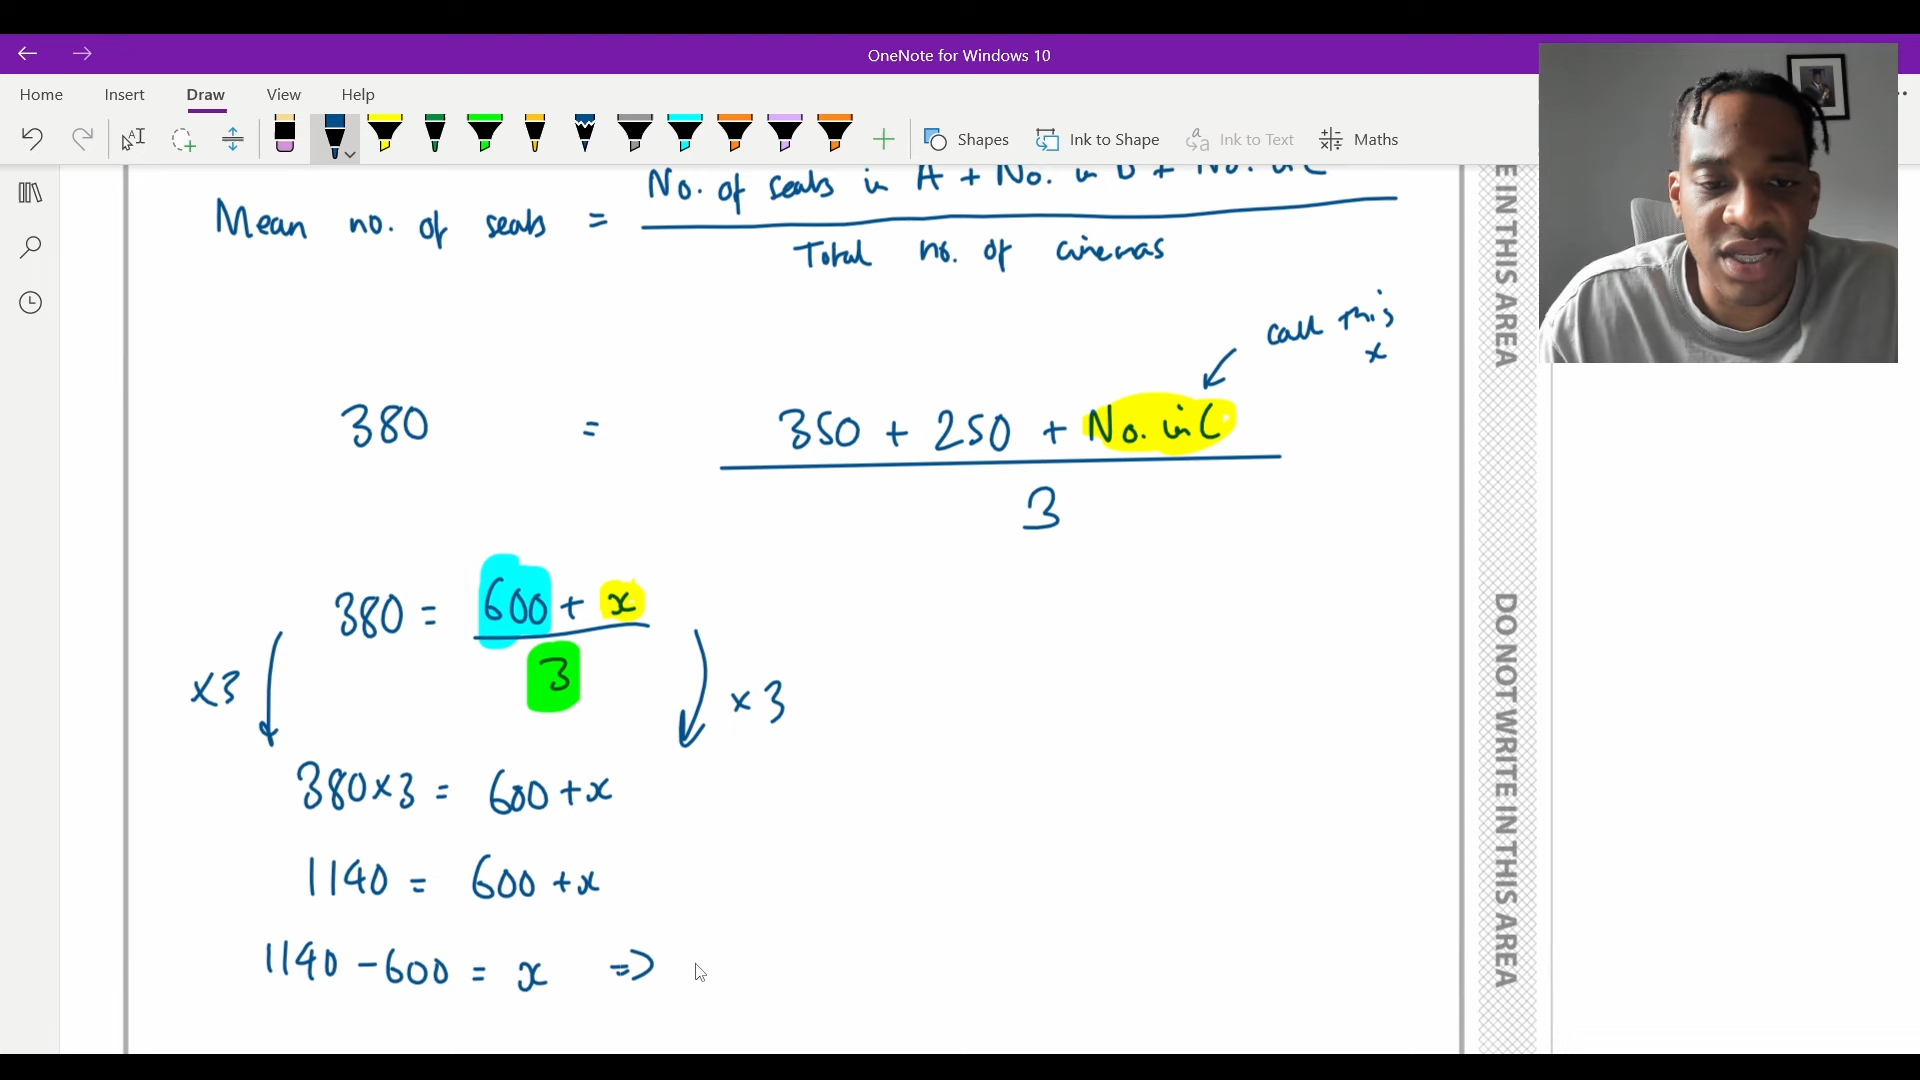 OneNote for Windows 10
Home Insert Draw View Help
Shapes Ink to Shape Ink to Text Maths
No. of seats in A + No. in B + No. in C
Mean no. of seats =
Total no. of cinemas
call this
x
380 = 350 + 250 + No. in C
3
380 = 600 + x
3
×3
×3
380×3 = 600 + x
1140 = 600 + x
1140 - 600 = x =>
E IN THIS AREA
DO NOT WRITE IN THIS AREA